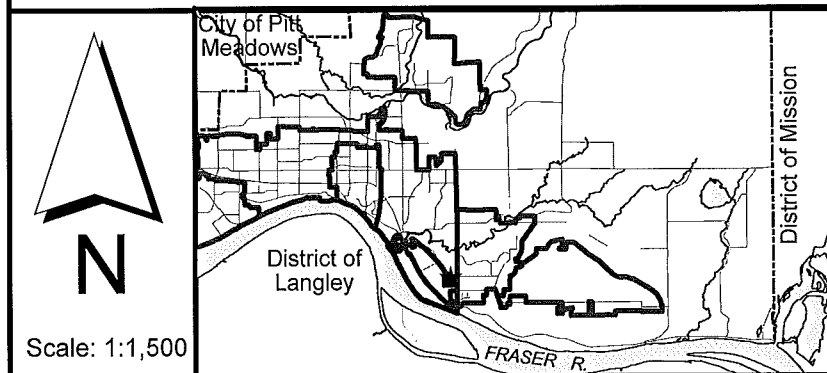 City of Pitt
Meadows
District of Mission
District of
Langley
N
Scale: 1:1,500
FRASER R.